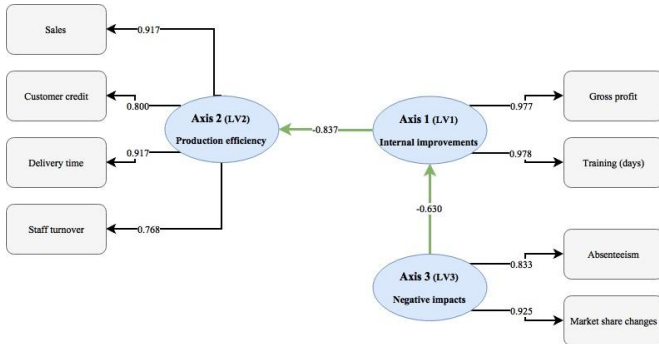 Sales
0.917
Customer credit
0.800
Axis 2 (LV2)
Production efficiency
Delivery time
0.917
Staff turnover
0.768
-0.837
Axis 1 (LV1)
Internal improvements
0.977
Gross profit
0.978
Training (days)
-0.630
Axis 3 (LV3)
Negative impacts
0.833
Absenteeism
0.925
Market share changes